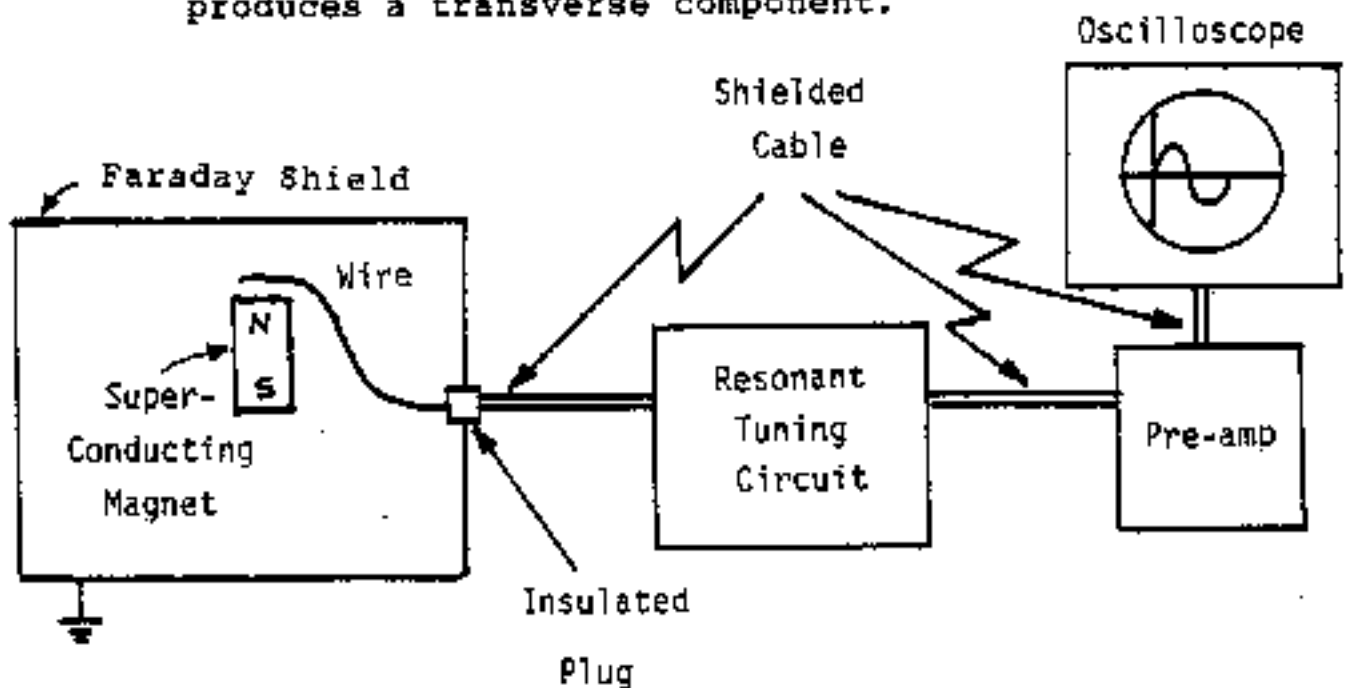 produces a transverse component.
Oscilloscope
Shielded
Cable
Faraday Shield
Wire
N
S
Super-
Conducting
Magnet
Resonant
Tuning
Circuit
Pre-amp
Insulated
Plug